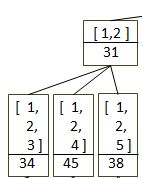 [ 1,2 ]
31
[ 1, [ 1, [ 1,
2, 2, 2,
3 ] 4 ] 5 ]
34 45 38